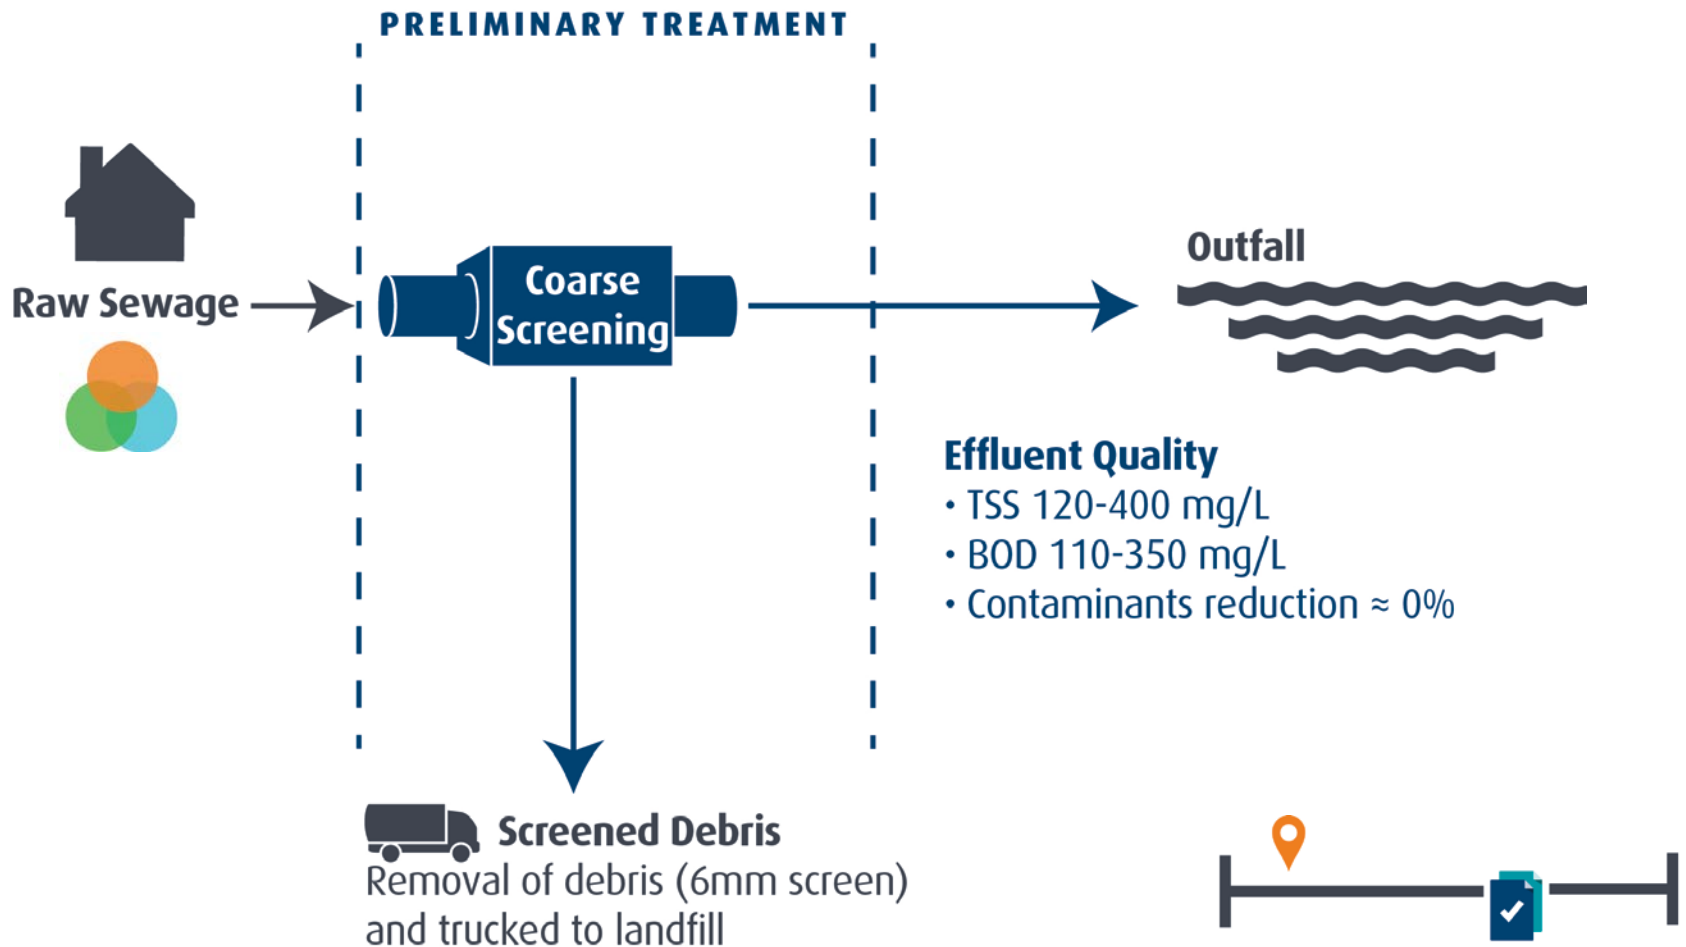 PRELIMINARY TREATMENT
Raw Sewage
Coarse
Screening
Outfall
Effluent Quality
• TSS 120-400 mg/L
• BOD 110-350 mg/L
• Contaminants reduction ≈ 0%
Screened Debris
Removal of debris (6mm screen)
and trucked to landfill